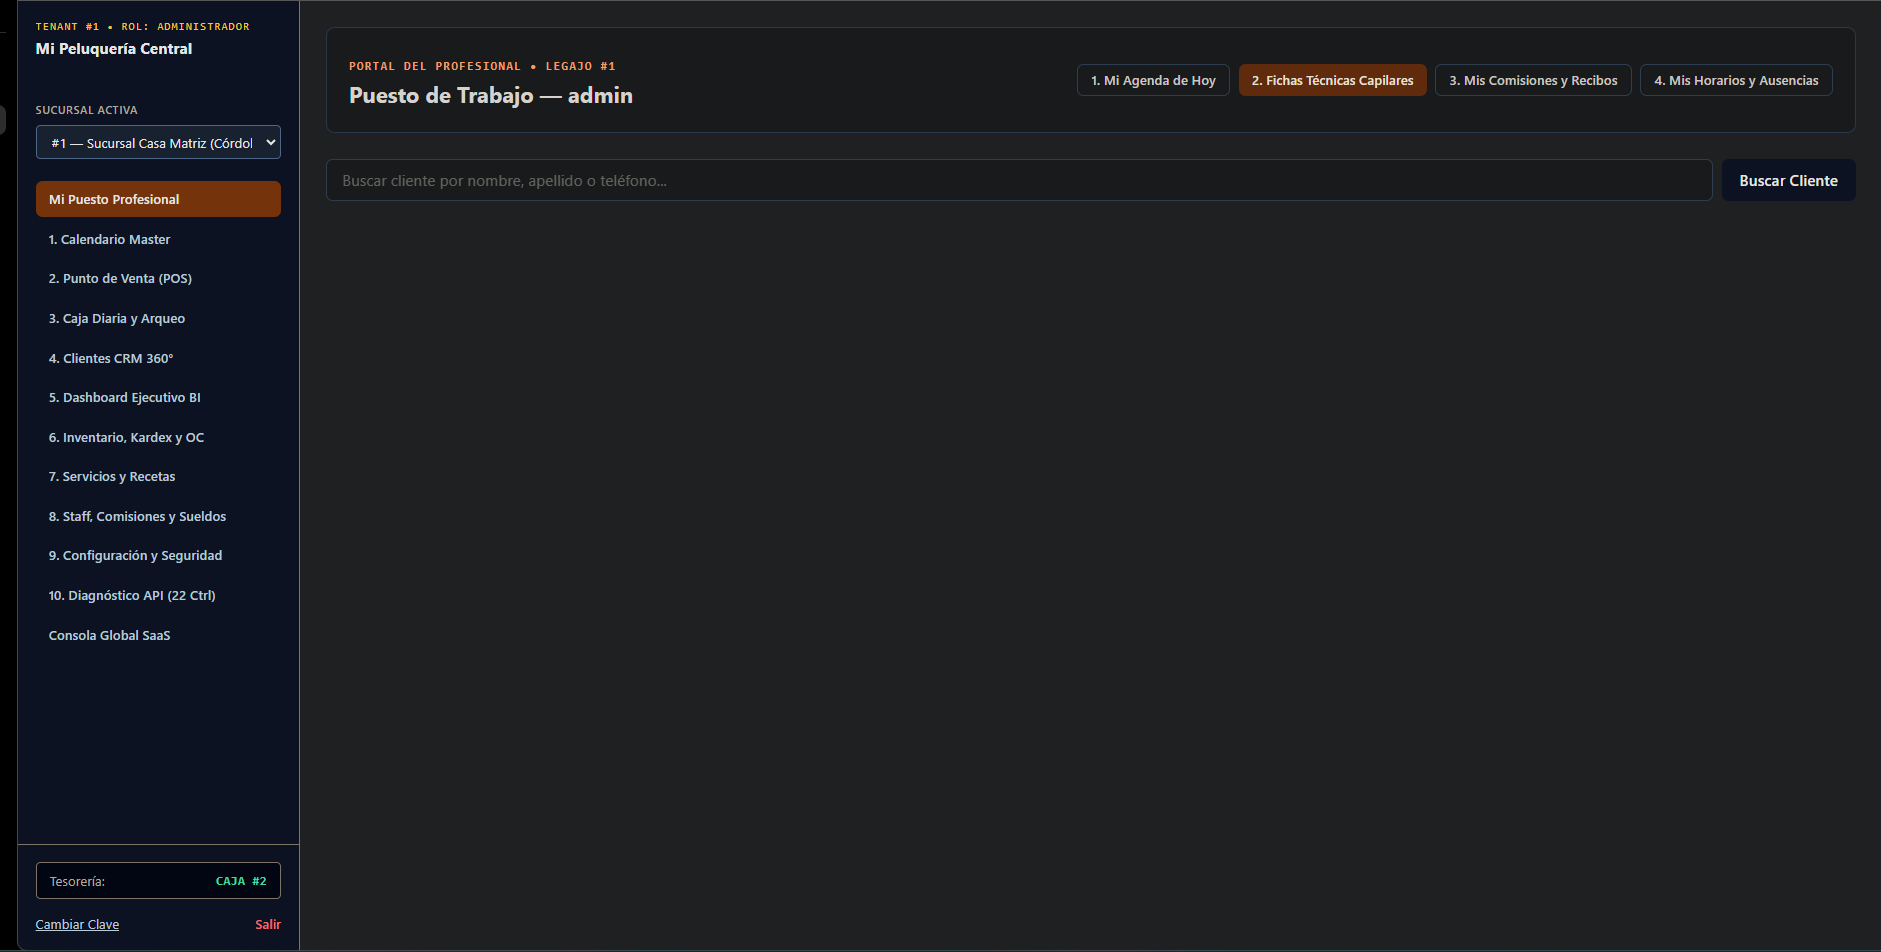 TENANT #1 • ROL: ADMINISTRADOR
Mi Peluquería Central
SUCURSAL ACTIVA
#1 — Sucursal Casa Matriz (Córdol
Mi Puesto Profesional
1. Calendario Master
2. Punto de Venta (POS)
3. Caja Diaria y Arqueo
4. Clientes CRM 360°
5. Dashboard Ejecutivo BI
6. Inventario, Kardex y OC
7. Servicios y Recetas
8. Staff, Comisiones y Sueldos
9. Configuración y Seguridad
10. Diagnóstico API (22 Ctrl)
Consola Global SaaS
Tesorería: CAJA #2
Cambiar Clave Salir
PORTAL DEL PROFESIONAL • LEGAJO #1
Puesto de Trabajo — admin
1. Mi Agenda de Hoy 2. Fichas Técnicas Capilares 3. Mis Comisiones y Recibos 4. Mis Horarios y Ausencias
Buscar cliente por nombre, apellido o teléfono... Buscar Cliente